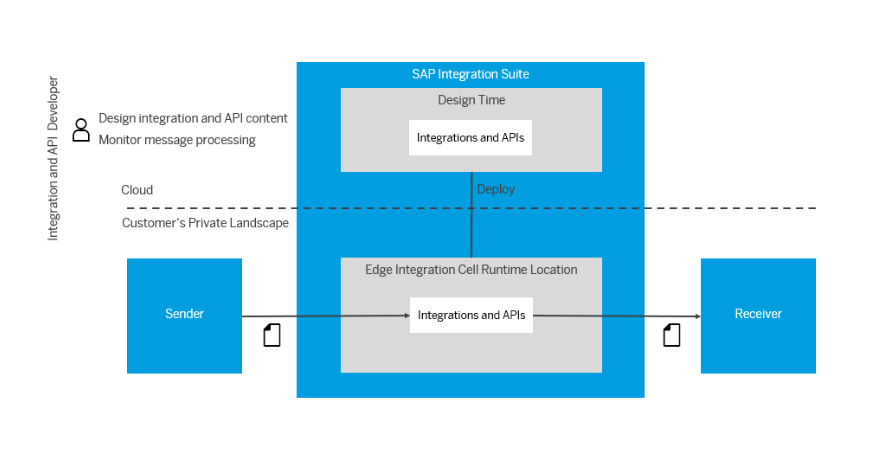 SAP Integration Suite
Design Time
Integration and API Developer
Design integration and API content
Monitor message processing
Integrations and APIs
Cloud
Deploy
Customer's Private Landscape
Edge Integration Cell Runtime Location
Sender
Integrations and APIs
Receiver